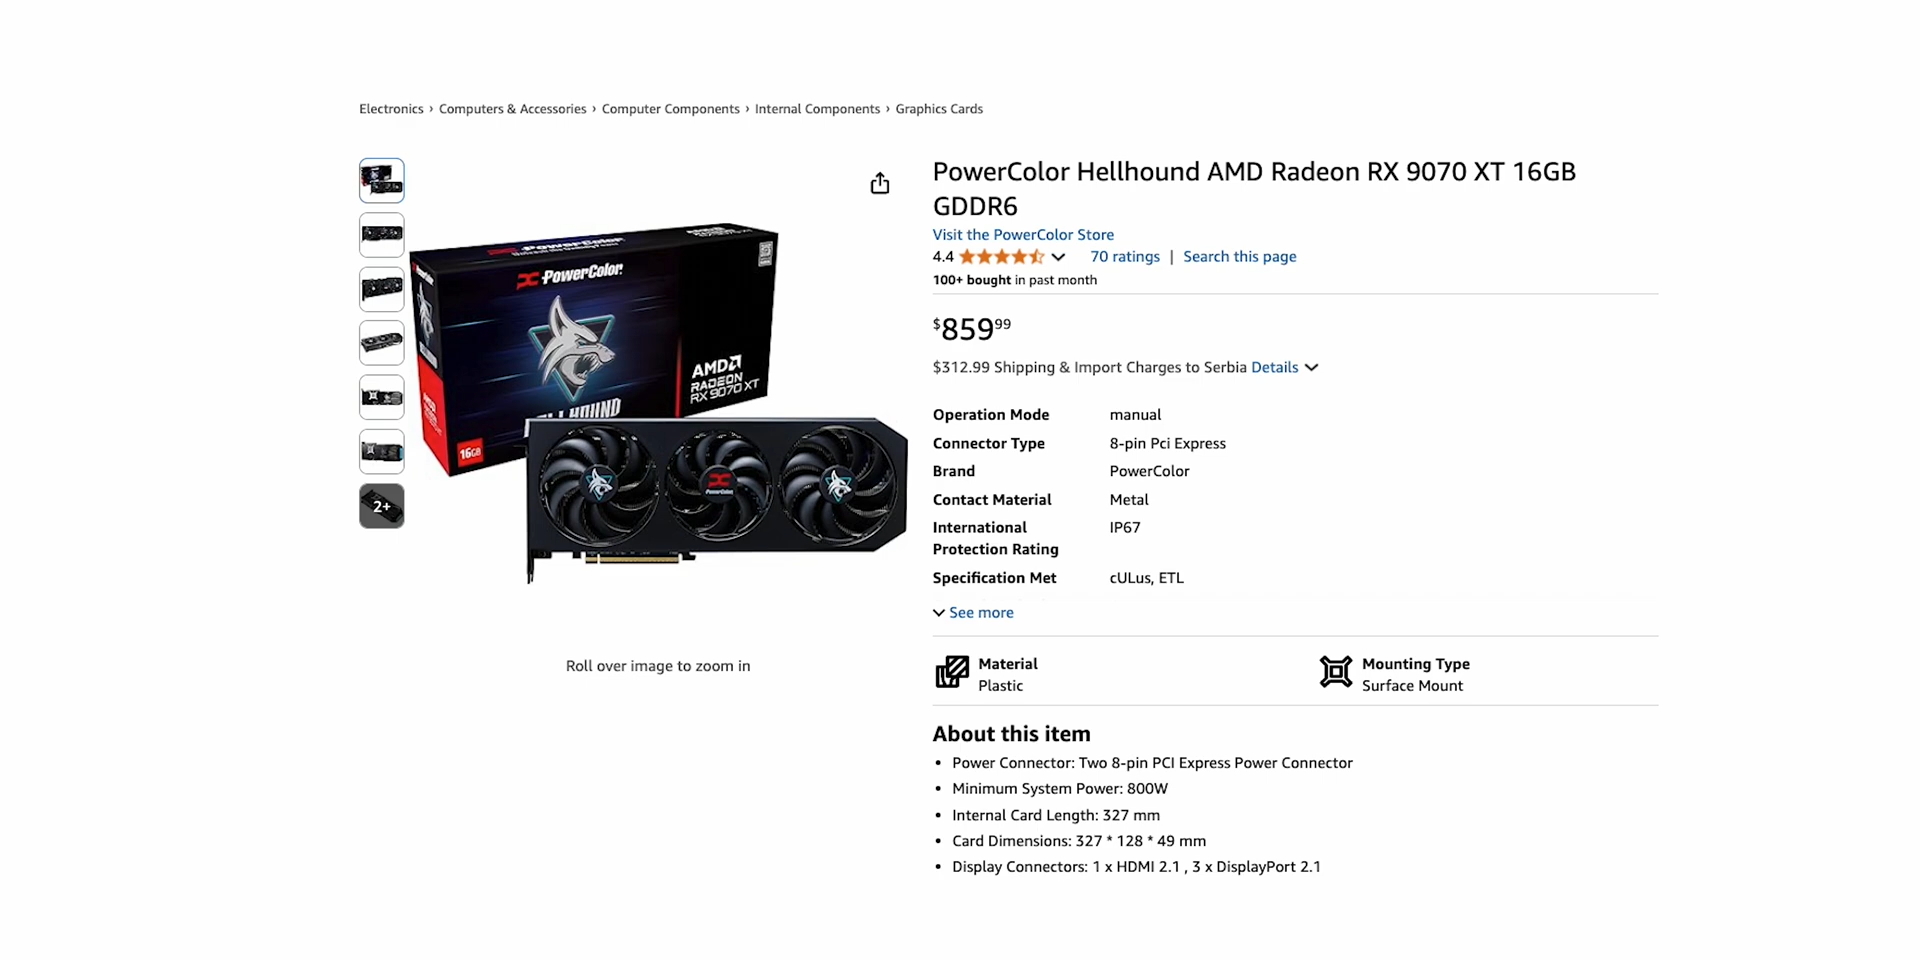 Electronics › Computers & Accessories › Computer Components › Internal Components › Graphics Cards
PowerColor Hellhound AMD Radeon RX 9070 XT 16GB
GDDR6
Visit the PowerColor Store
4.4 70 ratings | Search this page
100+ bought in past month
$859.99
$312.99 Shipping & Import Charges to Serbia Details
Operation Mode manual
Connector Type 8-pin Pci Express
Brand PowerColor
Contact Material Metal
International IP67
Protection Rating
Specification Met cULus, ETL
See more
Material
Plastic
Mounting Type
Surface Mount
About this item
• Power Connector: Two 8-pin PCI Express Power Connector
• Minimum System Power: 800W
• Internal Card Length: 327 mm
• Card Dimensions: 327 * 128 * 49 mm
• Display Connectors: 1 x HDMI 2.1 , 3 x DisplayPort 2.1
2+
PowerColor
PowerColor
AMD
RADEON
RX 9070 XT
HELLHOUND
16GB
PowerColor
Roll over image to zoom in